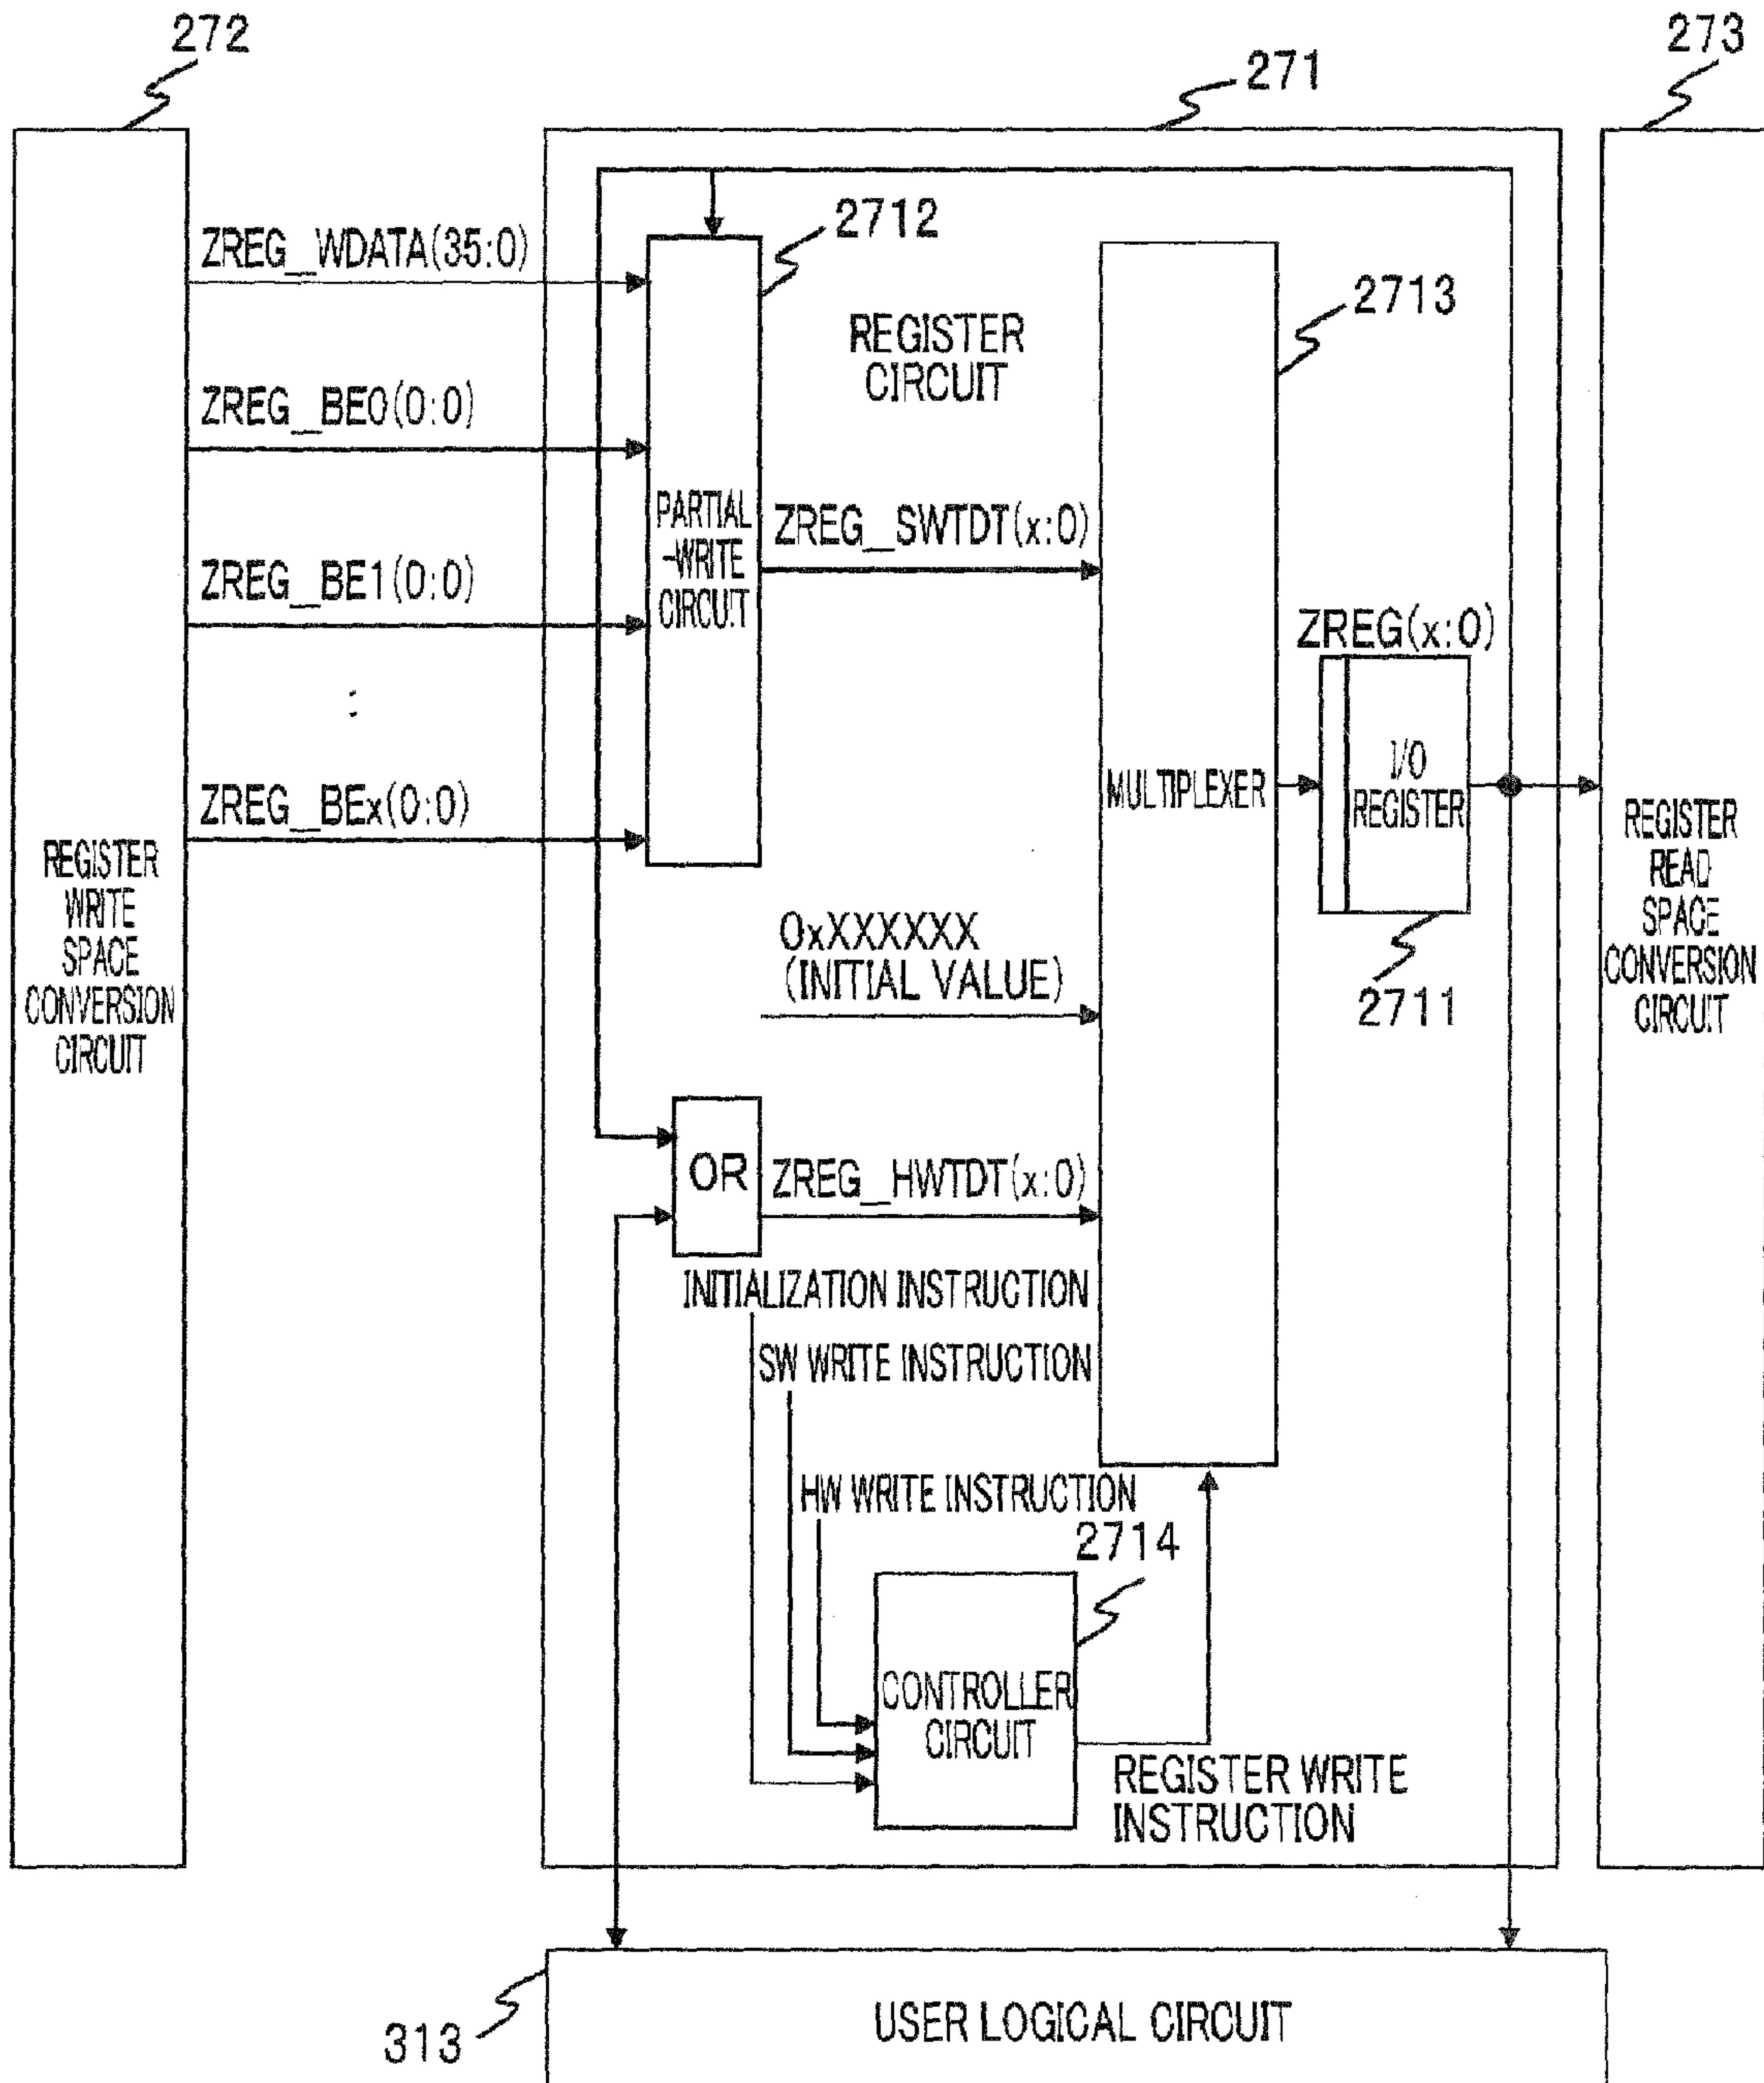 272
271
273
ZREG_WDATA(35:0)
2712
2713
REGISTER
CIRCUIT
ZREG_BE0(0:0)
PARTIAL
-WRITE
CIRCUIT
ZREG_SWTDT(x:0)
ZREG_BE1(0:0)
:
ZREG_BEx(0:0)
ZREG(x:0)
I/O
REGISTER
MULTIPLEXER
2711
REGISTER
WRITE
SPACE
CONVERSION
CIRCUIT
REGISTER
READ
SPACE
CONVERSION
CIRCUIT
0xXXXXXX
(INITIAL VALUE)
OR
ZREG_HWTDT(x:0)
INITIALIZATION INSTRUCTION
SW WRITE INSTRUCTION
HW WRITE INSTRUCTION
2714
CONTROLLER
CIRCUIT
REGISTER WRITE
INSTRUCTION
313
USER LOGICAL CIRCUIT